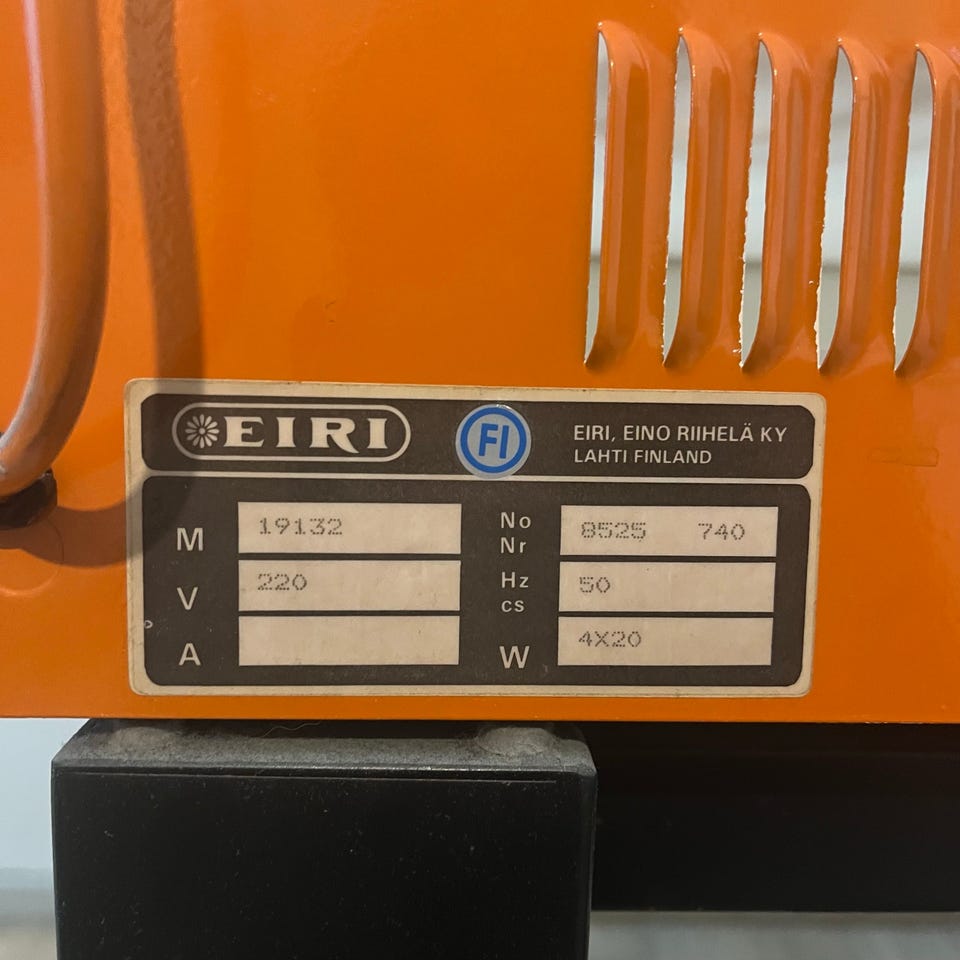 EIRI
FI
EIRI, EINO RIIHELÄ KY
LAHTI FINLAND
M 19132
No
Nr 8525 740
V 220
Hz
cs 50
A
W 4X20